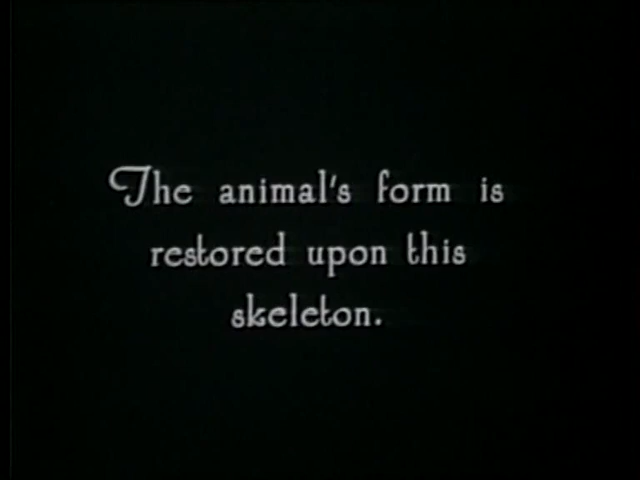 The animal's form is
restored upon this
skeleton.